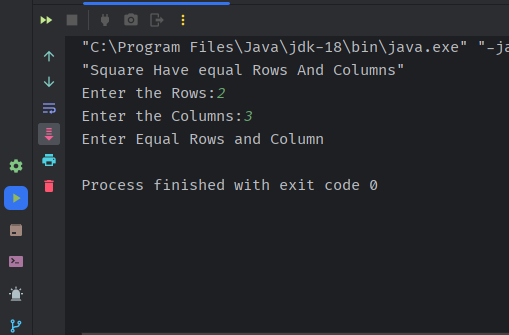 "C:\Program Files\Java\jdk-18\bin\java.exe"
"Square Have equal Rows And Columns"
Enter the Rows:2
Enter the Columns:3
Enter Equal Rows and Column
Process finished with exit code 0